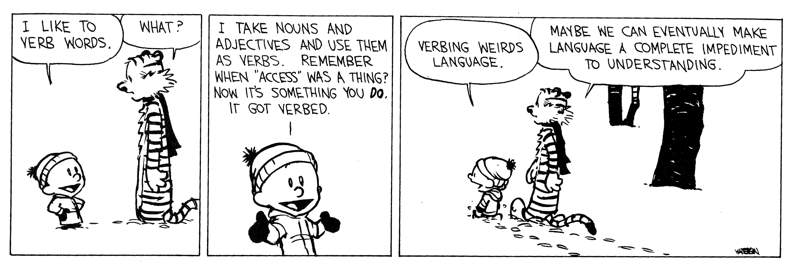 I LIKE TO
VERB WORDS.
WHAT?
I TAKE NOUNS AND
ADJECTIVES AND USE THEM
AS VERBS. REMEMBER
WHEN "ACCESS" WAS A THING?
NOW IT'S SOMETHING YOU DO.
IT GOT VERBED.
VERBING WEIRDS
LANGUAGE.
MAYBE WE CAN EVENTUALLY MAKE
LANGUAGE A COMPLETE IMPEDIMENT
TO UNDERSTANDING.
WATTERSON